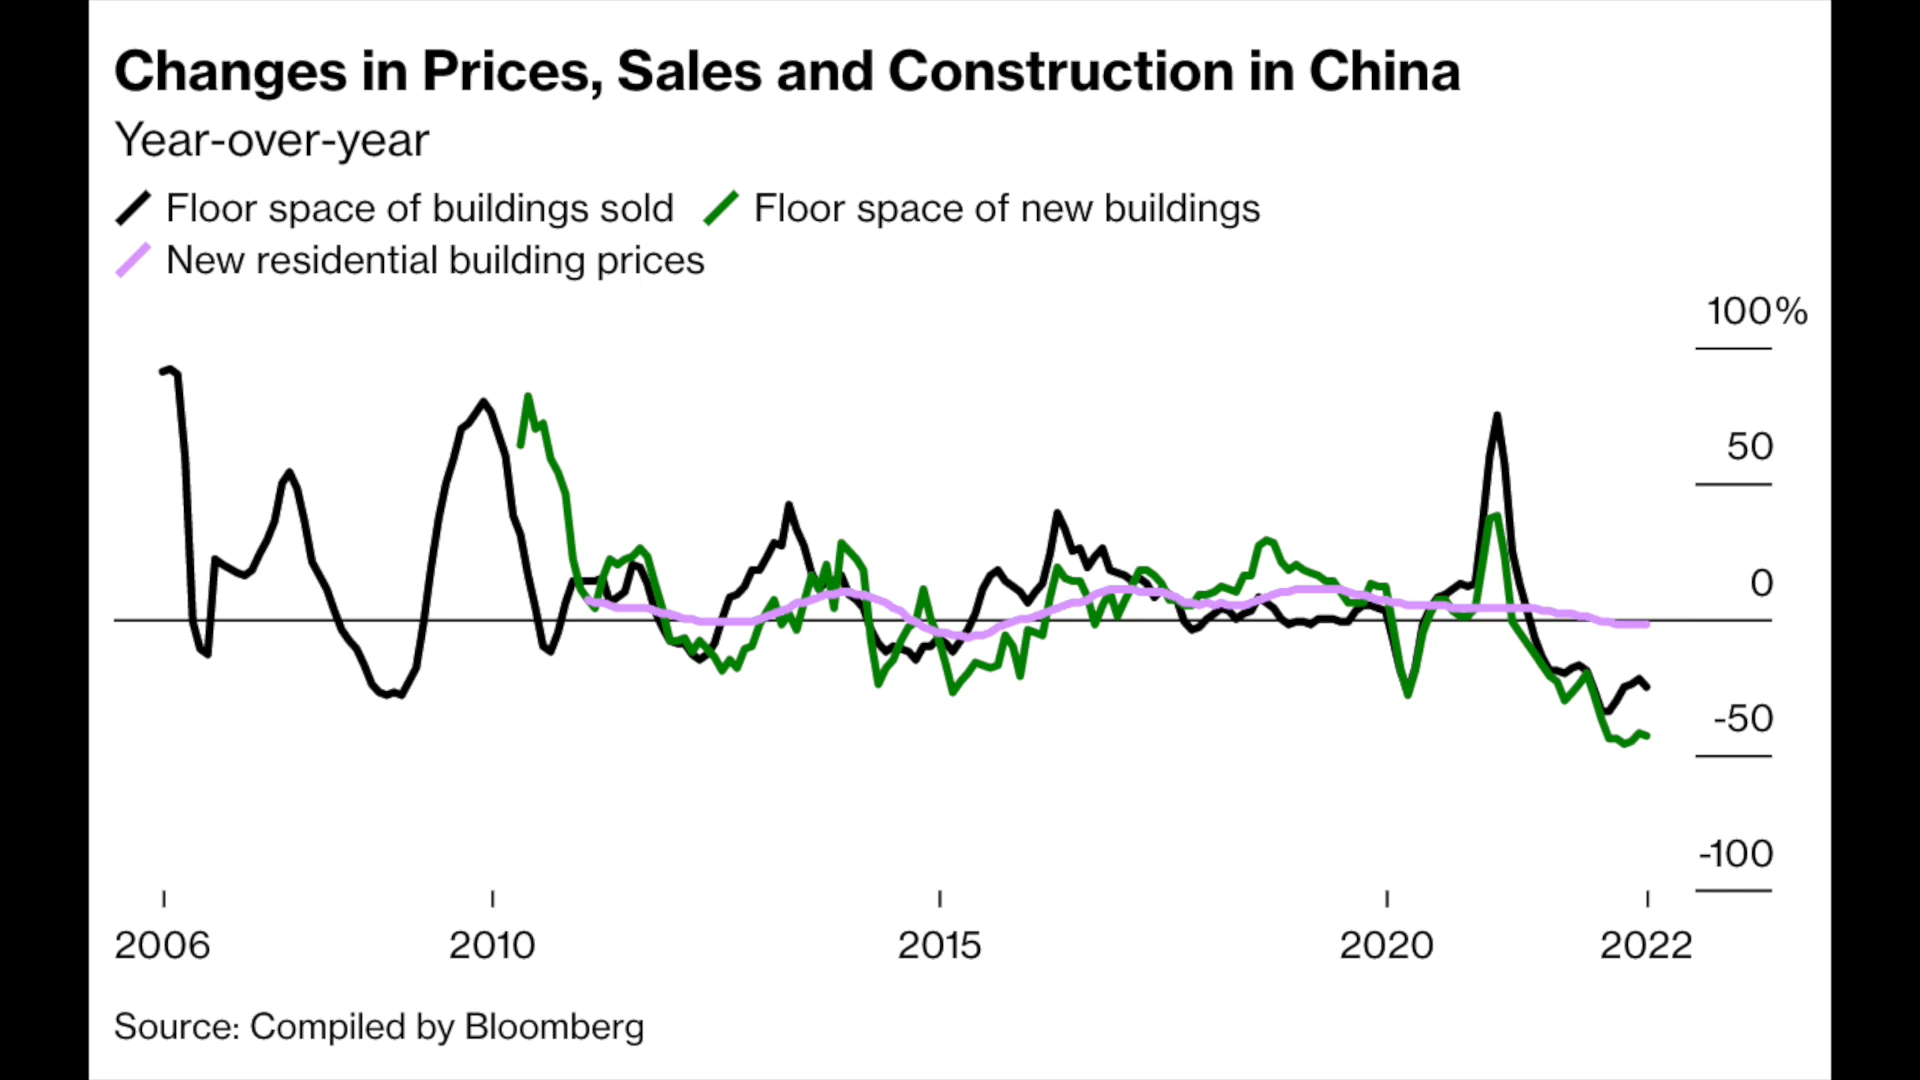 Changes in Prices, Sales and Construction in China
Year-over-year
Floor space of buildings sold Floor space of new buildings
New residential building prices
100%
50
0
-50
-100
2006 2010 2015 2020 2022
Source: Compiled by Bloomberg